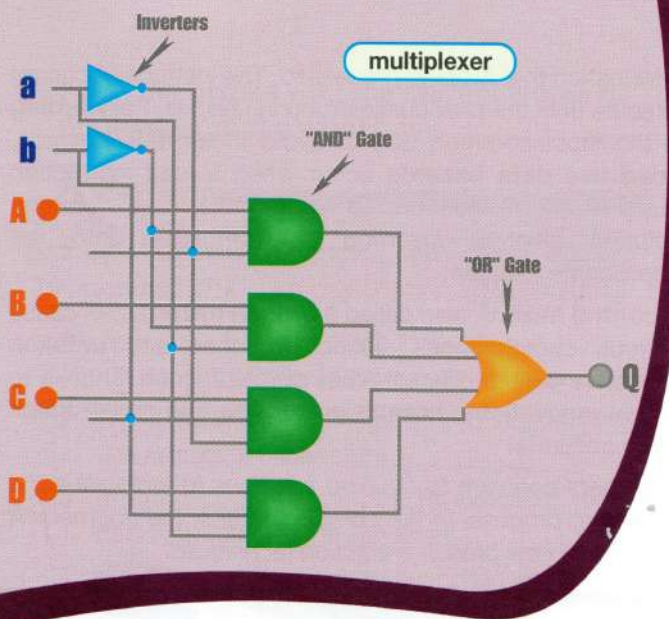 Inverters
multiplexer
a
b
"AND" Gate
A
B
"OR" Gate
C
Q
D